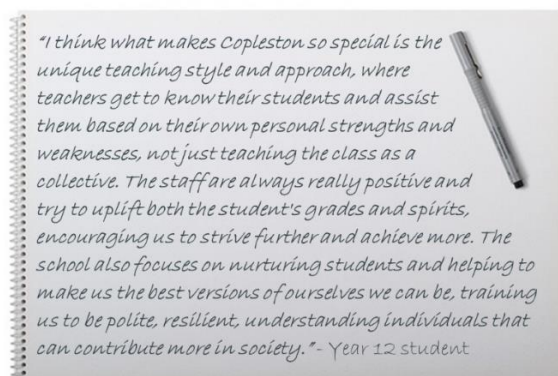 "I think what makes Copleston so special is the
unique teaching style and approach, where
teachers get to know their students and assist
them based on their own personal strengths and
weaknesses, not just teaching the class as a
collective. The staff are always really positive and
try to uplift both the student's grades and spirits,
encouraging us to strive further and achieve more. The
school also focuses on nurturing students and helping to
make us the best versions of ourselves we can be, training
us to be polite, resilient, understanding individuals that
can contribute more in society."- Year 12 student